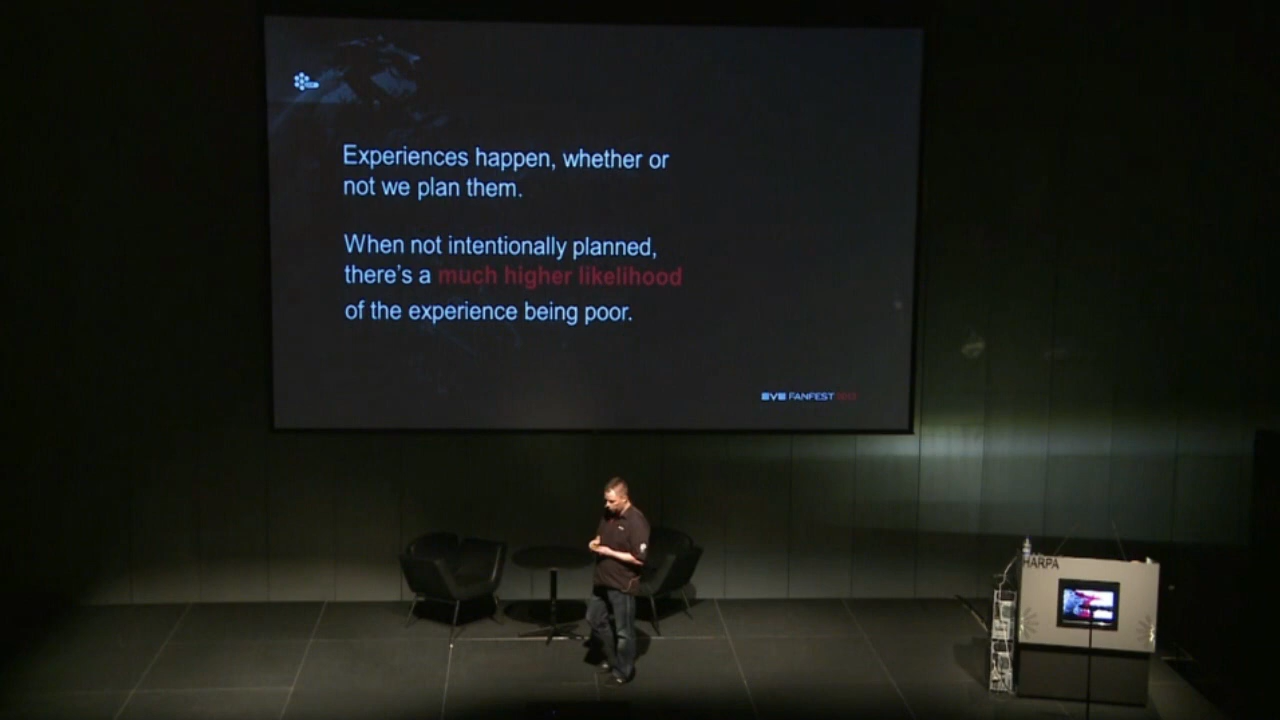 Experiences happen, whether or
not we plan them.
When not intentionally planned,
there's a much higher likelihood
of the experience being poor.
EVE FANFEST
HARPA